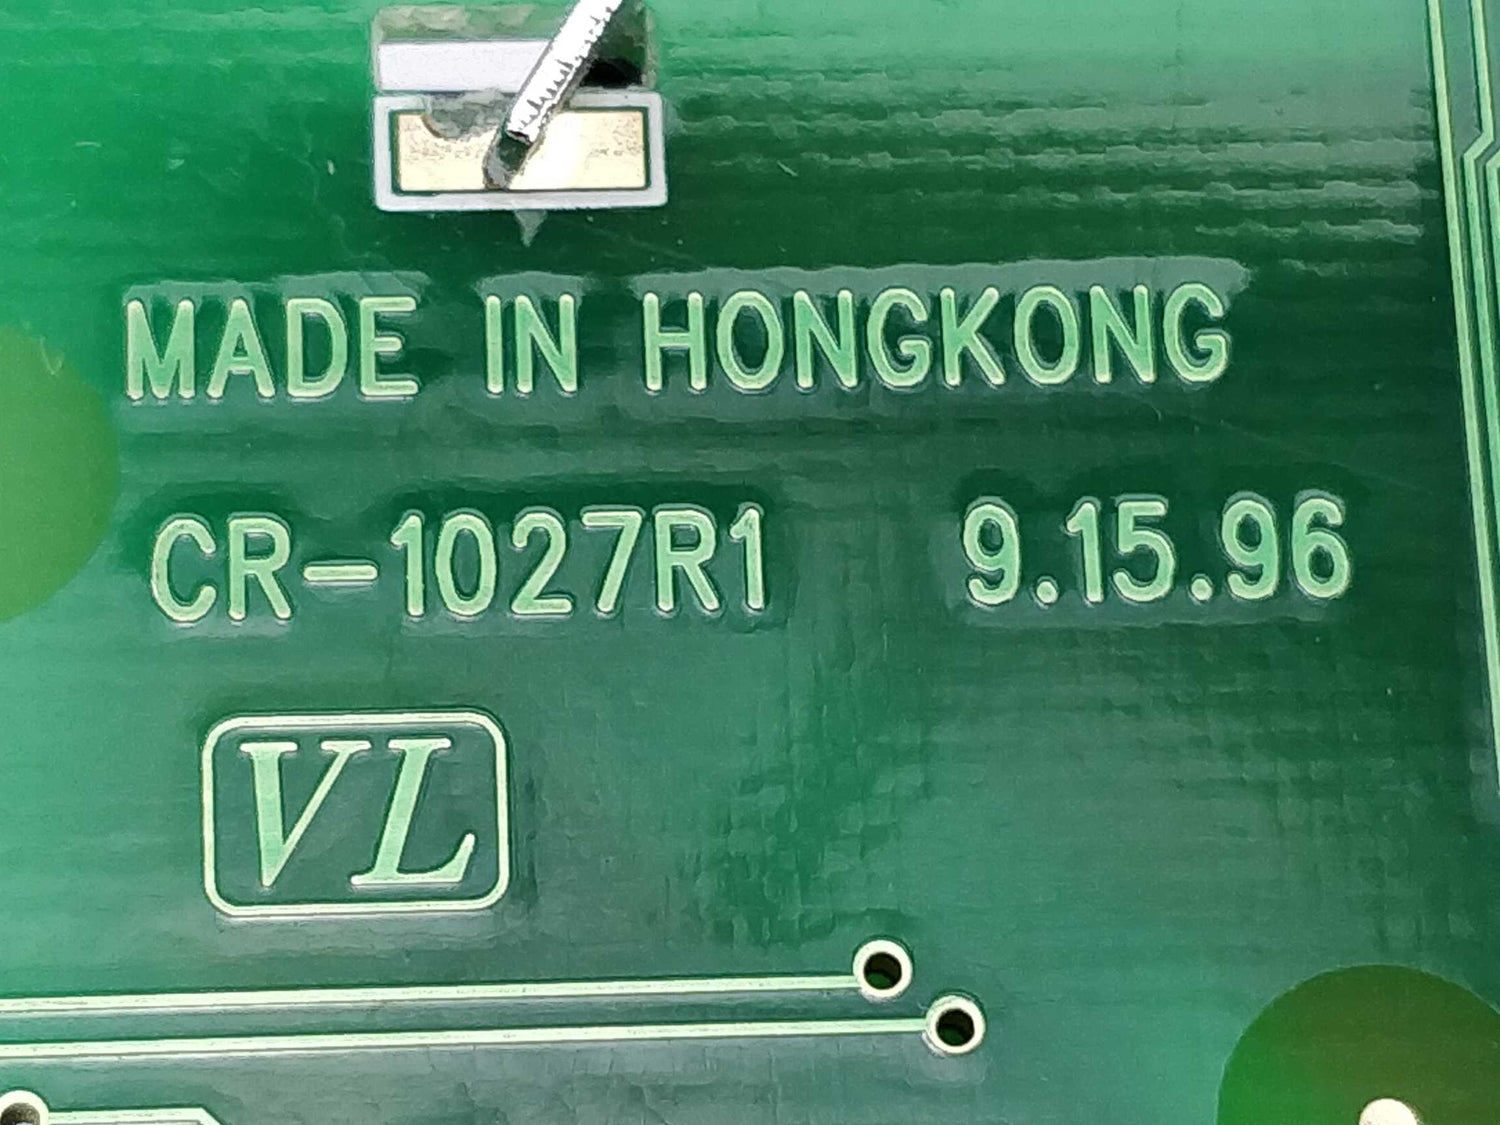 MADE IN HONGKONG
CR-1027R1 9.15.96
VL